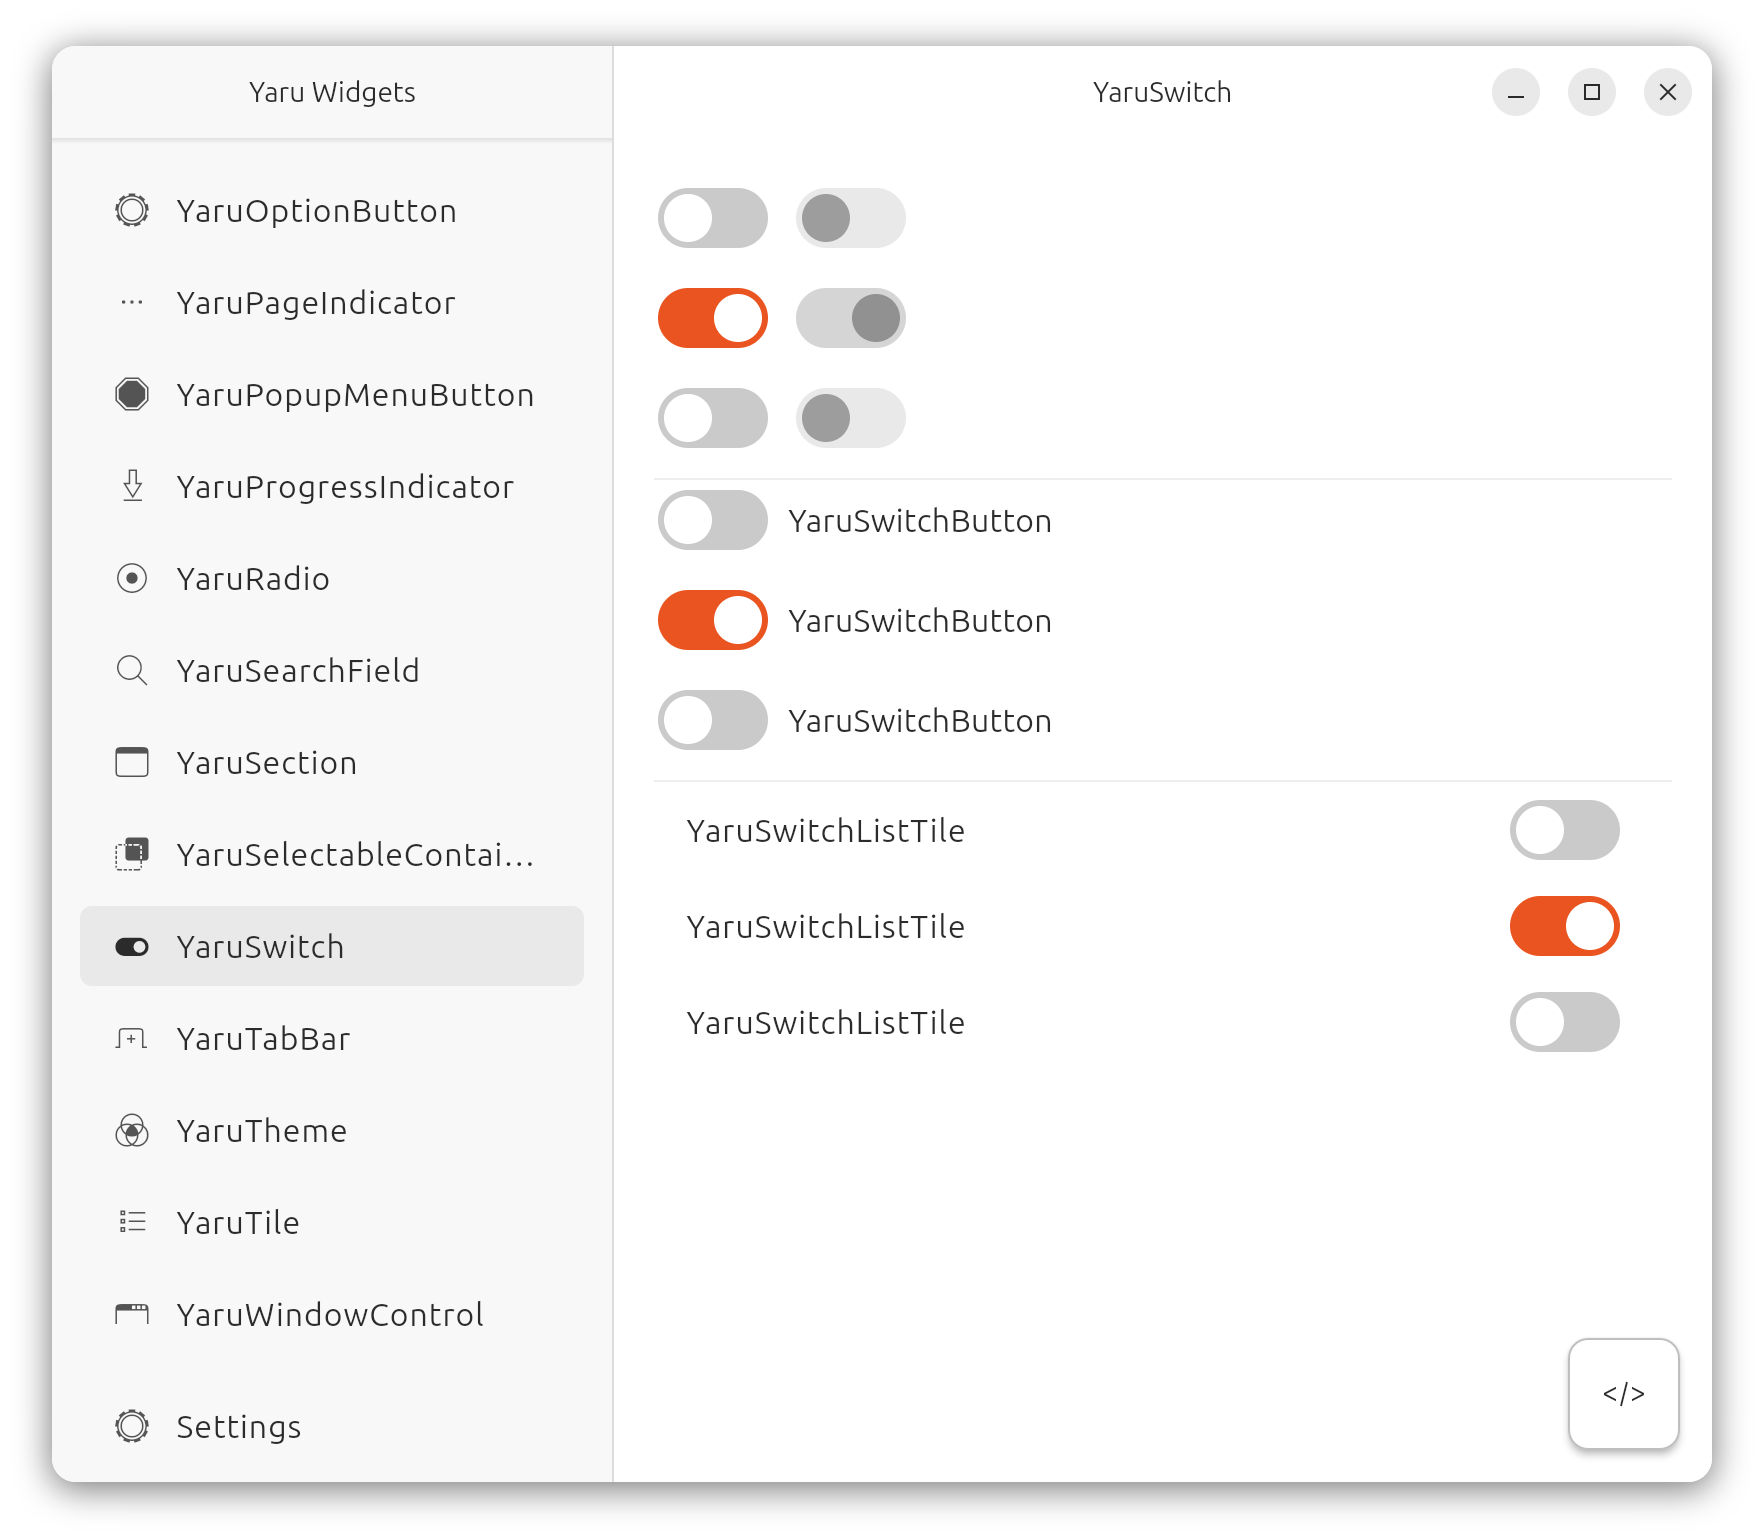 Yaru Widgets
YaruOptionButton
YaruPageIndicator
YaruPopupMenuButton
YaruProgressIndicator
YaruRadio
YaruSearchField
YaruSection
YaruSelectableContai...
YaruSwitch
YaruTabBar
YaruTheme
YaruTile
YaruWindowControl
Settings
YaruSwitch
YaruSwitchButton
YaruSwitchButton
YaruSwitchButton
YaruSwitchListTile
YaruSwitchListTile
YaruSwitchListTile
</>